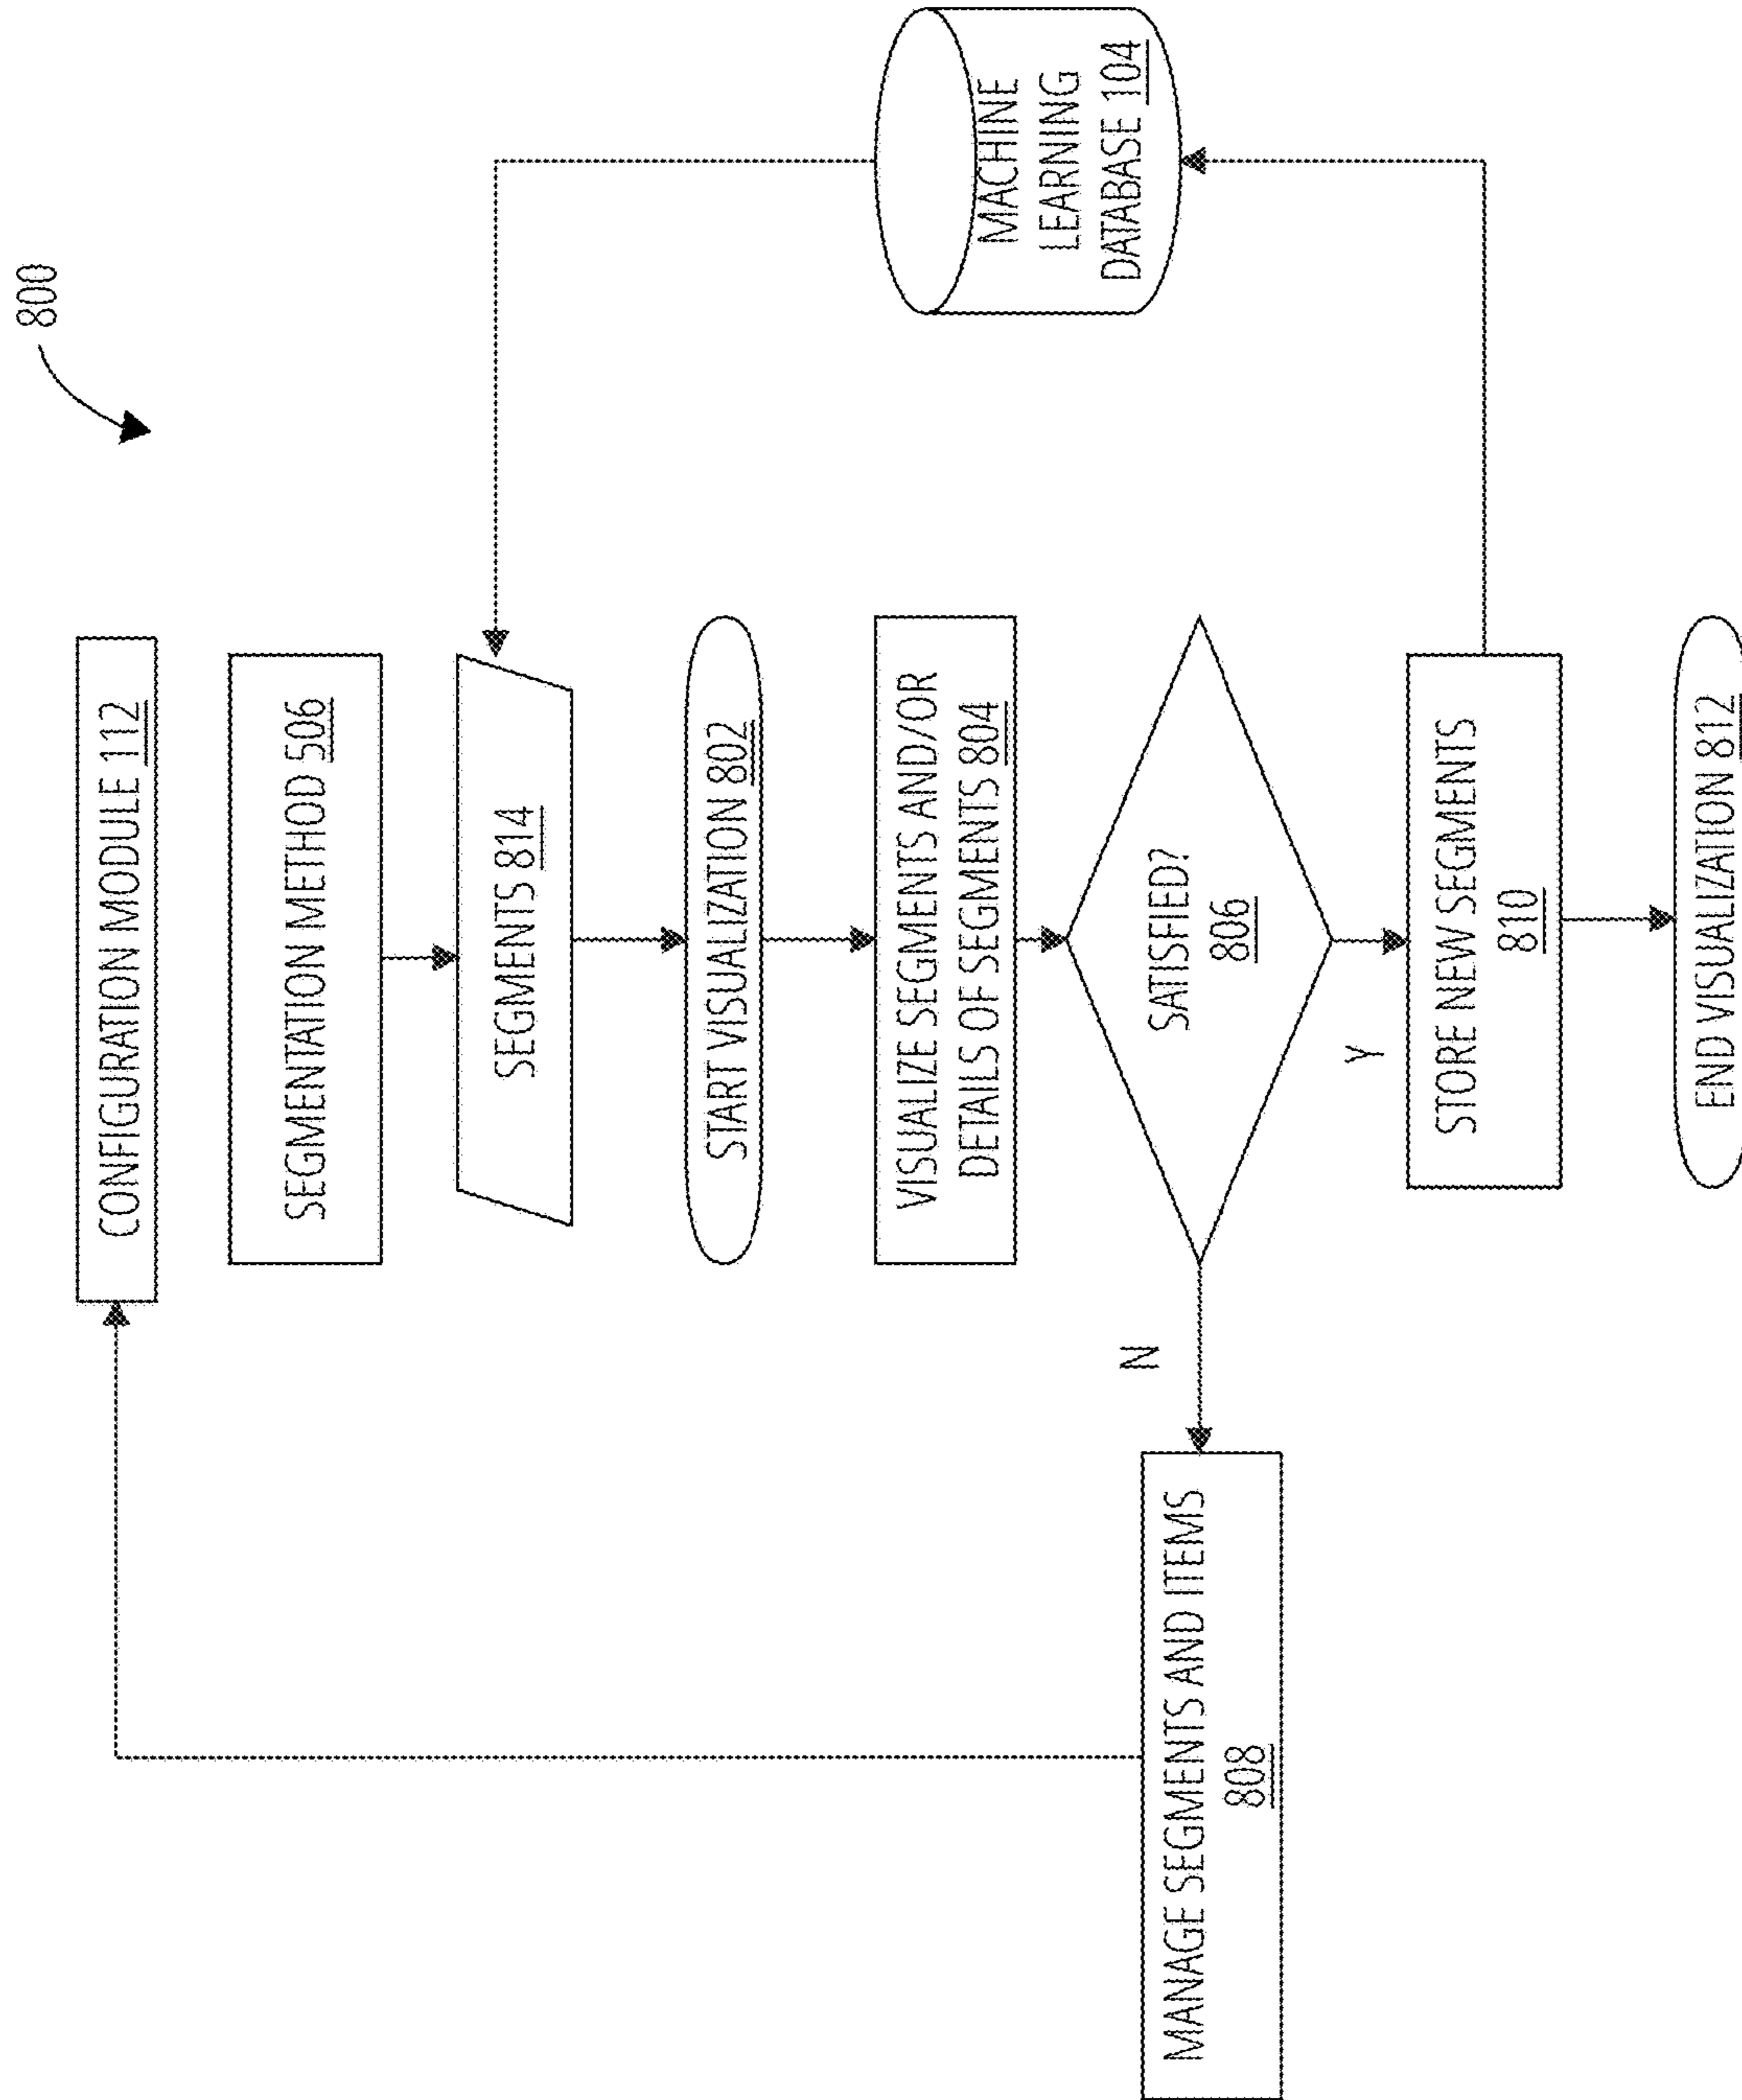 800
CONFIGURATION MODULE 112
SEGMENTATION METHOD 506
SEGMENTS 814
START VISUALIZATION 802
MACHINE
LEARNING
DATABASE 104
VISUALIZE SEGMENTS AND/OR
DETAILS OF SEGMENTS 804
SATISFIED?
806
N
Y
MANAGE SEGMENTS AND ITEMS
808
STORE NEW SEGMENTS
810
END VISUALIZATION 812